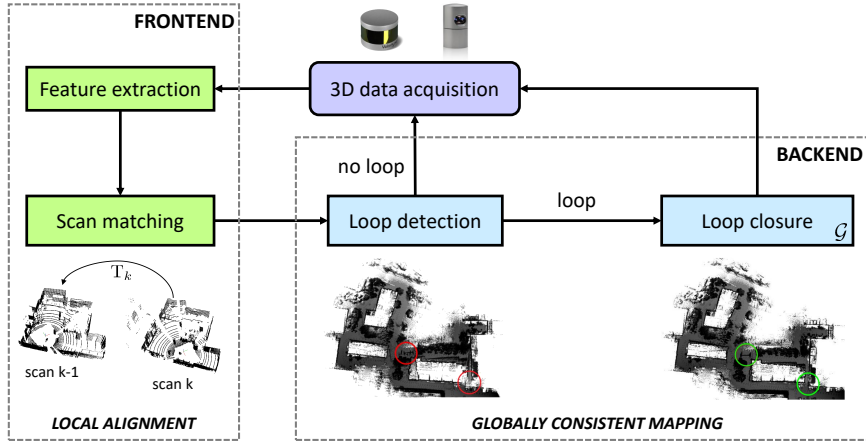 FRONTEND
Feature extraction
3D data acquisition
BACKEND
no loop
Scan matching
Loop detection
loop
Loop closure
𝒢
T_k
scan k-1
scan k
LOCAL ALIGNMENT
GLOBALLY CONSISTENT MAPPING